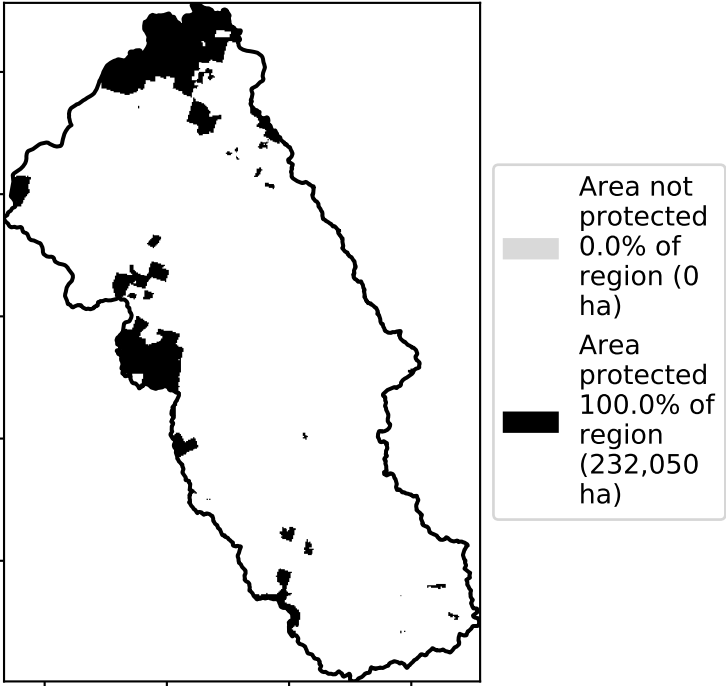 Area not
protected
0.0% of
region (0
ha)
Area
protected
100.0% of
region
(232,050
ha)